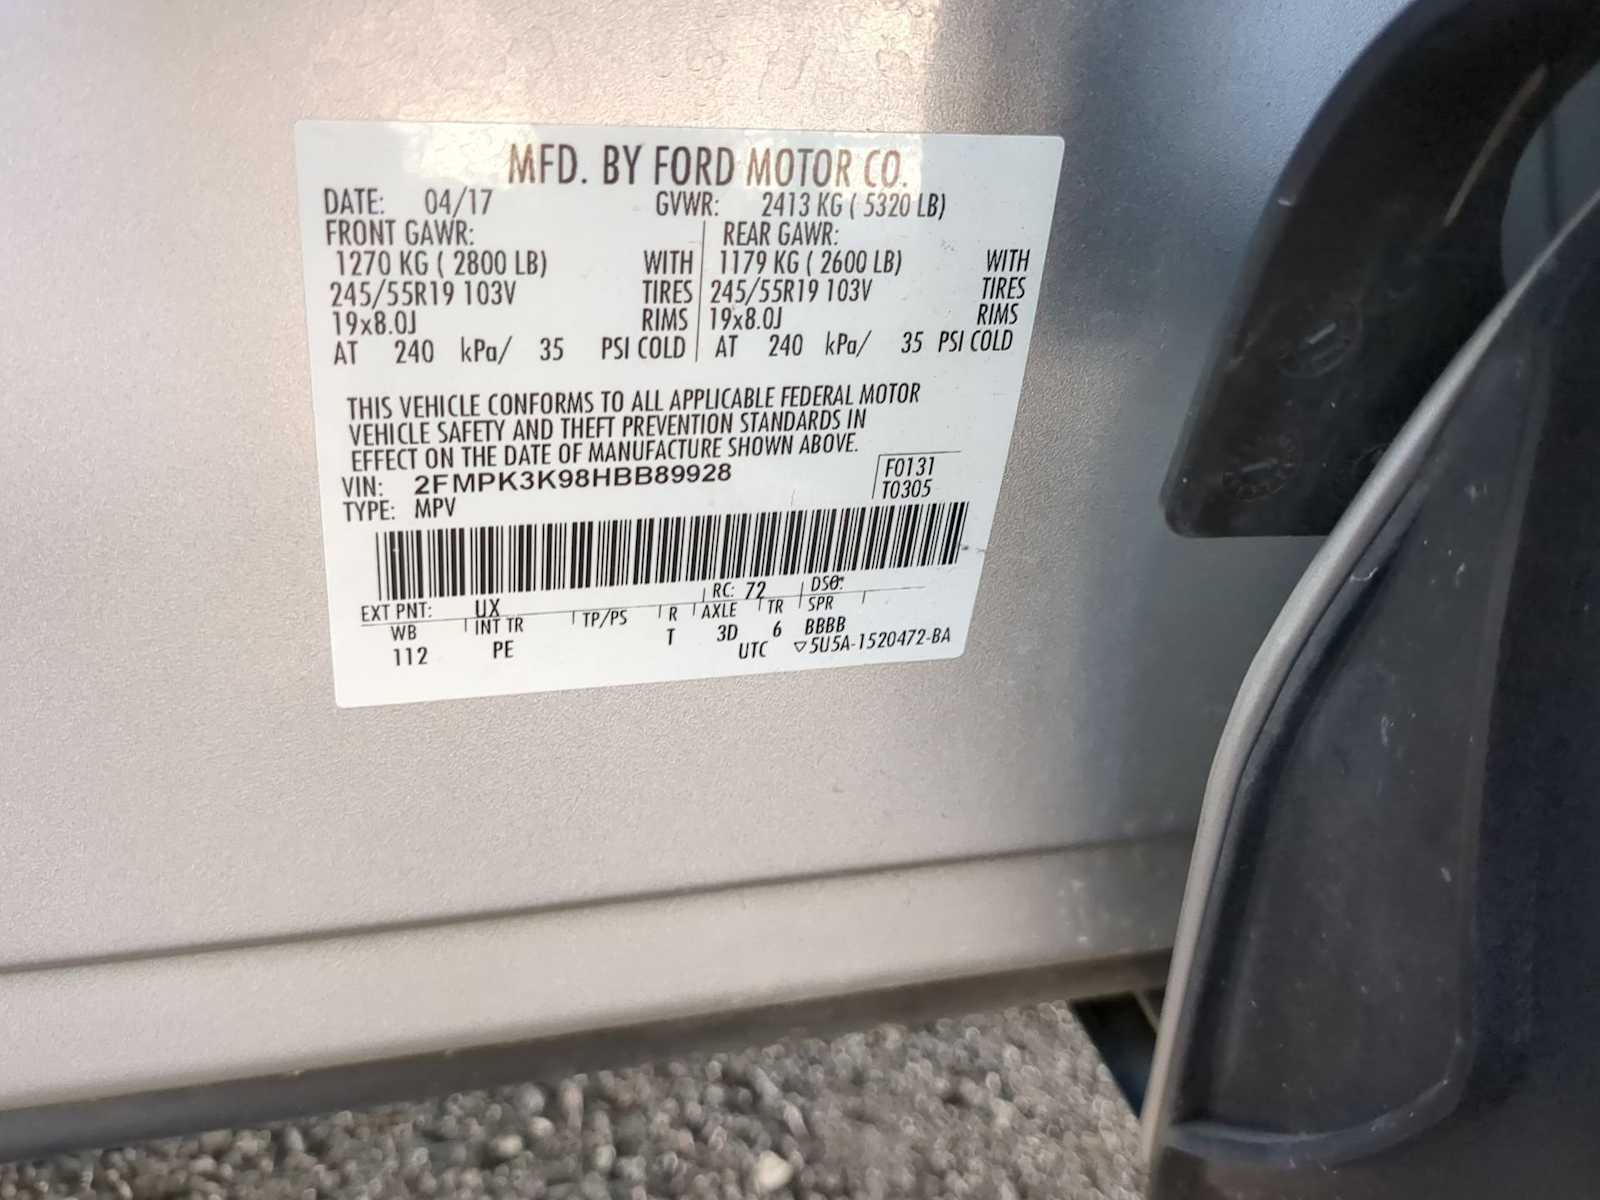 MFD. BY FORD MOTOR CO.
DATE: 04/17 GVWR: 2413 KG ( 5320 LB)
FRONT GAWR: REAR GAWR:
1270 KG ( 2800 LB) WITH 1179 KG ( 2600 LB) WITH
245/55R19 103V TIRES 245/55R19 103V TIRES
19x8.0J RIMS 19x8.0J RIMS
AT 240 kPa/ 35 PSI COLD AT 240 kPa/ 35 PSI COLD
THIS VEHICLE CONFORMS TO ALL APPLICABLE FEDERAL MOTOR
VEHICLE SAFETY AND THEFT PREVENTION STANDARDS IN
EFFECT ON THE DATE OF MANUFACTURE SHOWN ABOVE.
VIN: 2FMPK3K98HBB89928 F0131
TYPE: MPV T0305
EXT PNT: UX RC: 72 DSO:
WB INT TR TP/PS R AXLE TR SPR
112 PE T 3D 6 BBBB
UTC ▽5U5A-1520472-BA